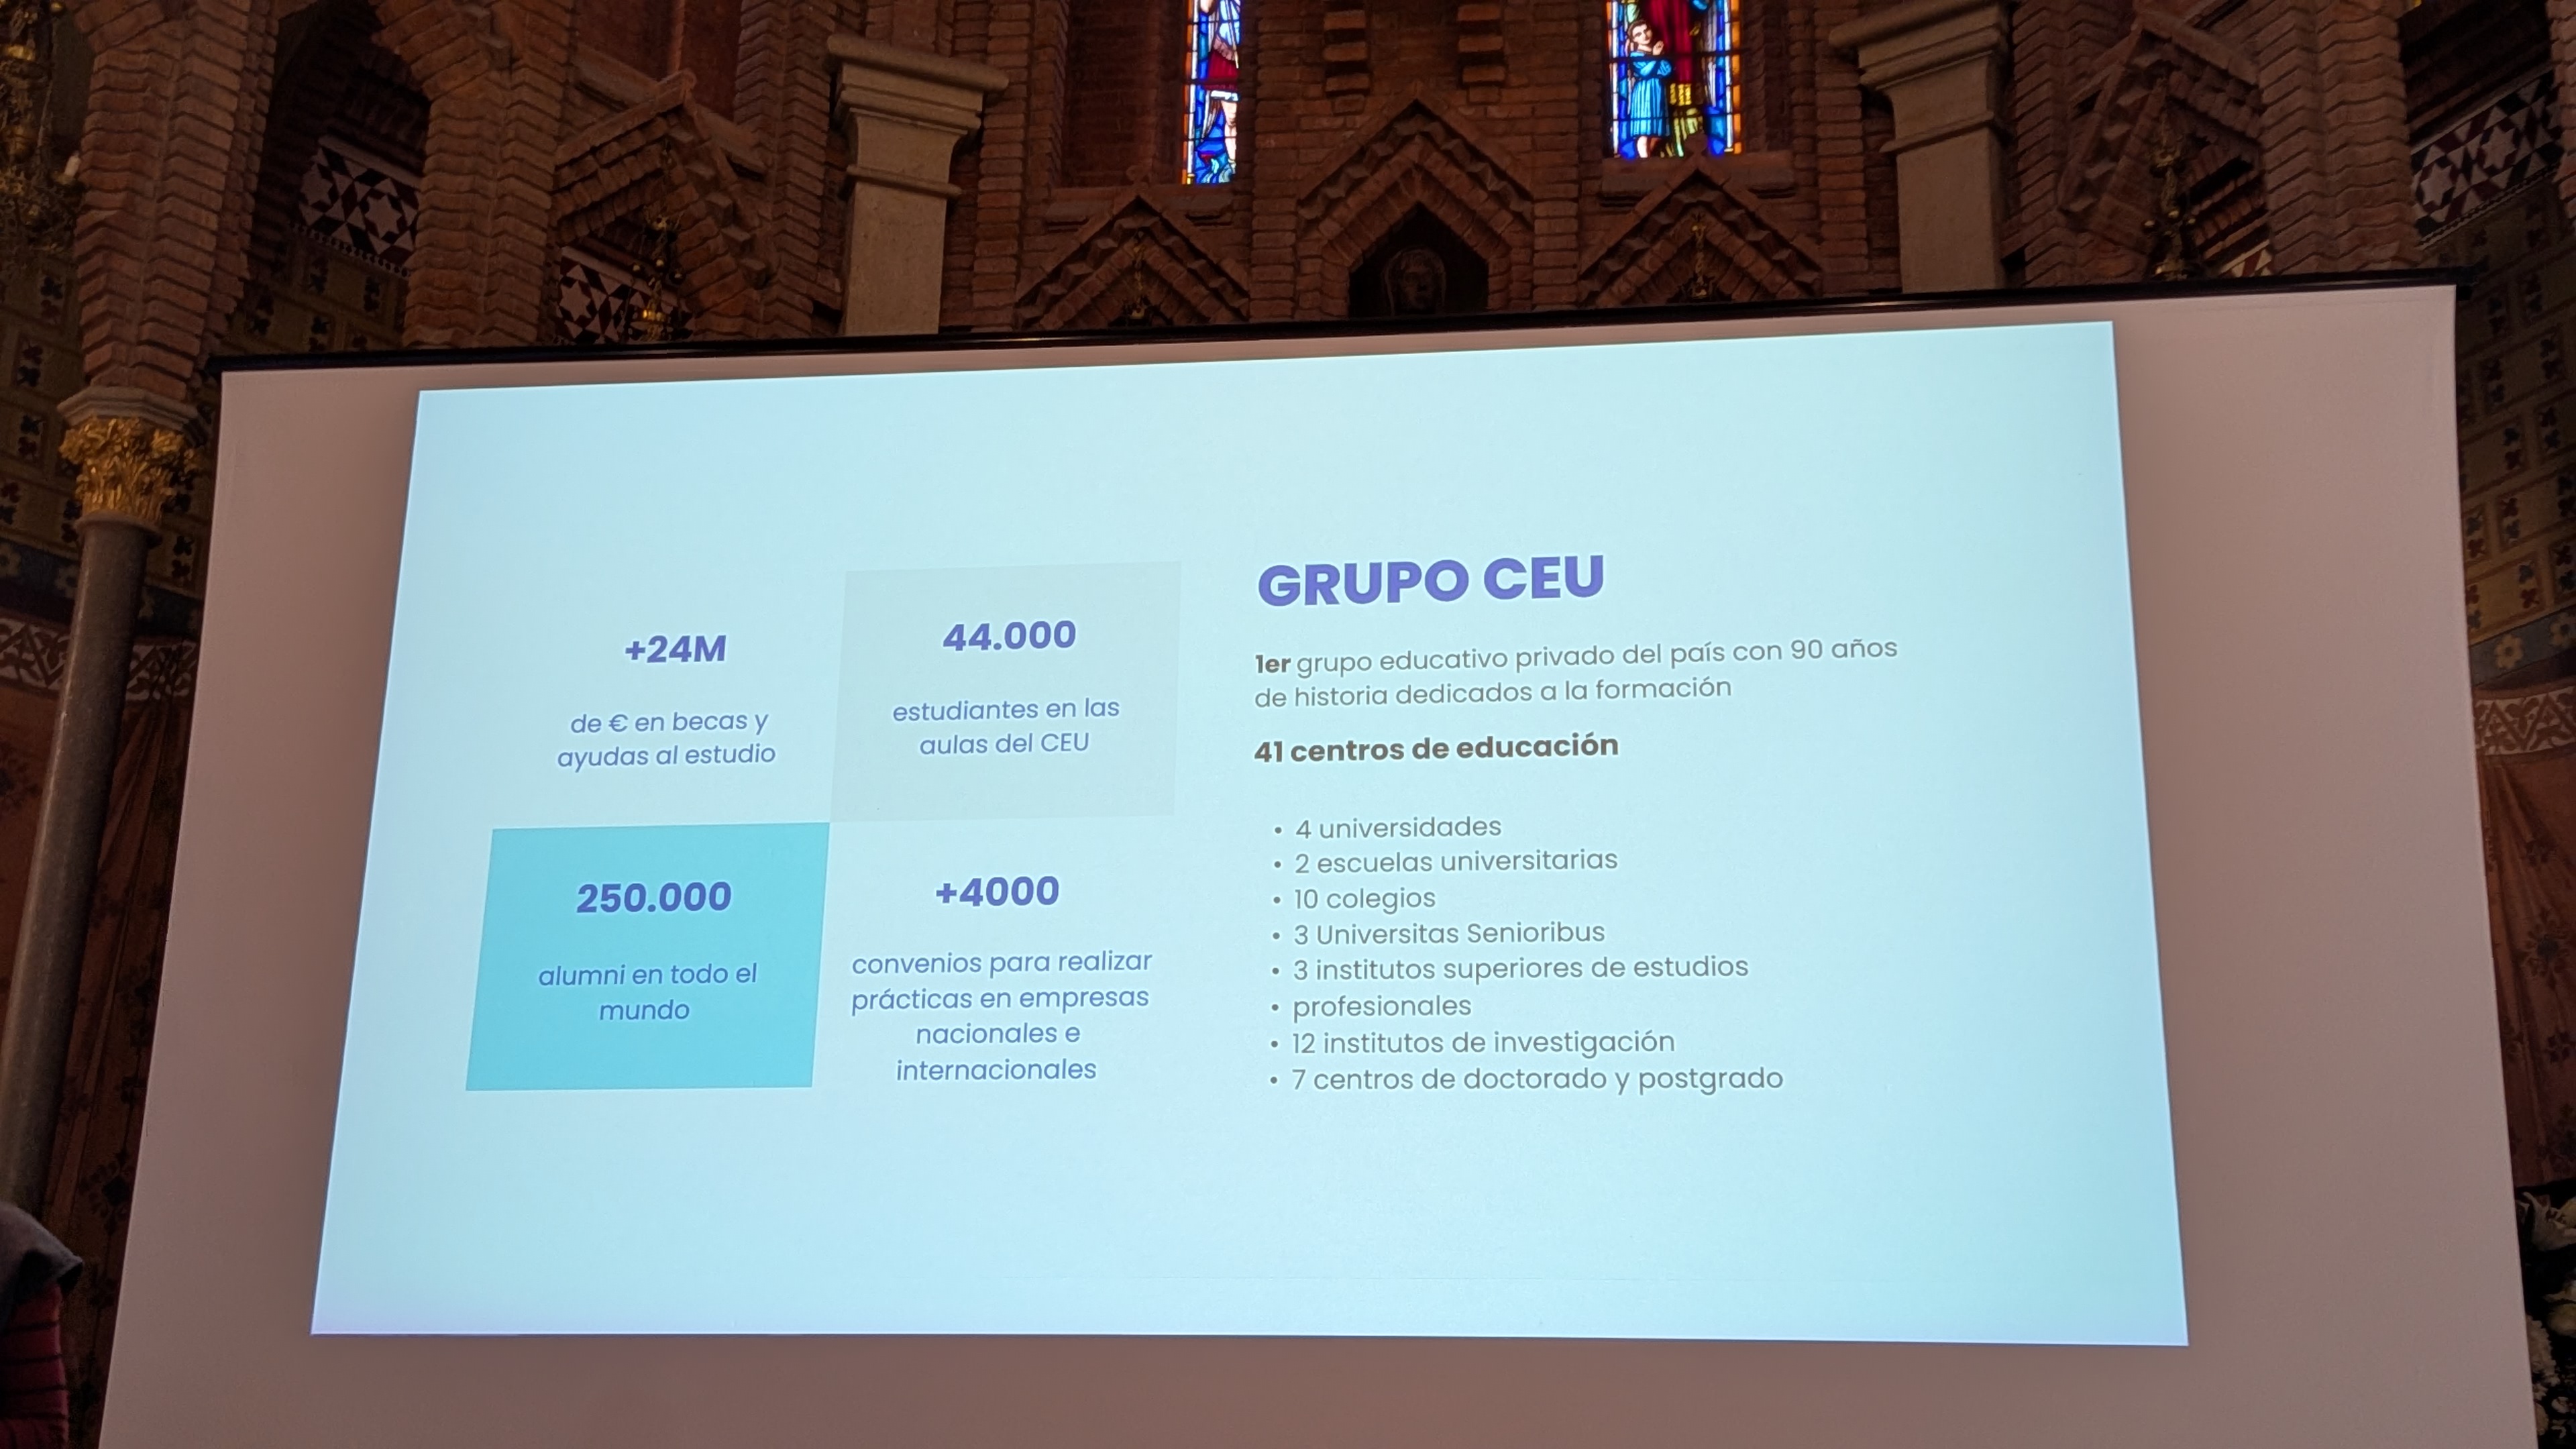 +24M
de € en becas y
ayudas al estudio
44.000
estudiantes en las
aulas del CEU
250.000
alumni en todo el
mundo
+4000
convenios para realizar
prácticas en empresas
nacionales e
internacionales
GRUPO CEU
1er grupo educativo privado del país con 90 años
de historia dedicados a la formación
41 centros de educación
• 4 universidades
• 2 escuelas universitarias
• 10 colegios
• 3 Universitas Senioribus
• 3 institutos superiores de estudios
• profesionales
• 12 institutos de investigación
• 7 centros de doctorado y postgrado